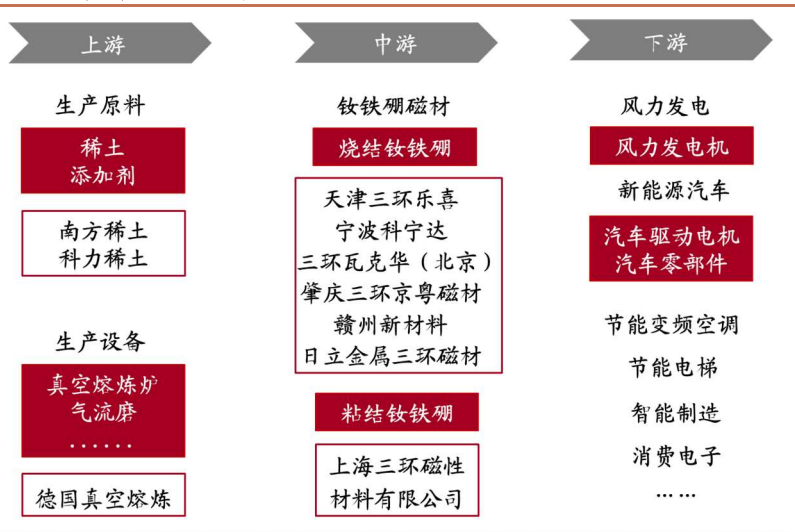 上游
生产原料
稀土
添加剂
南方稀土
科力稀土
生产设备
真空熔炼炉
气流磨
......
德国真空熔炼
中游
钕铁硼磁材
烧结钕铁硼
天津三环乐喜
宁波科宁达
三环瓦克华（北京）
肇庆三环京粤磁材
赣州新材料
日立金属三环磁材
粘结钕铁硼
上海三环磁性
材料有限公司
下游
风力发电
风力发电机
新能源汽车
汽车驱动电机
汽车零部件
节能变频空调
节能电梯
智能制造
消费电子
……